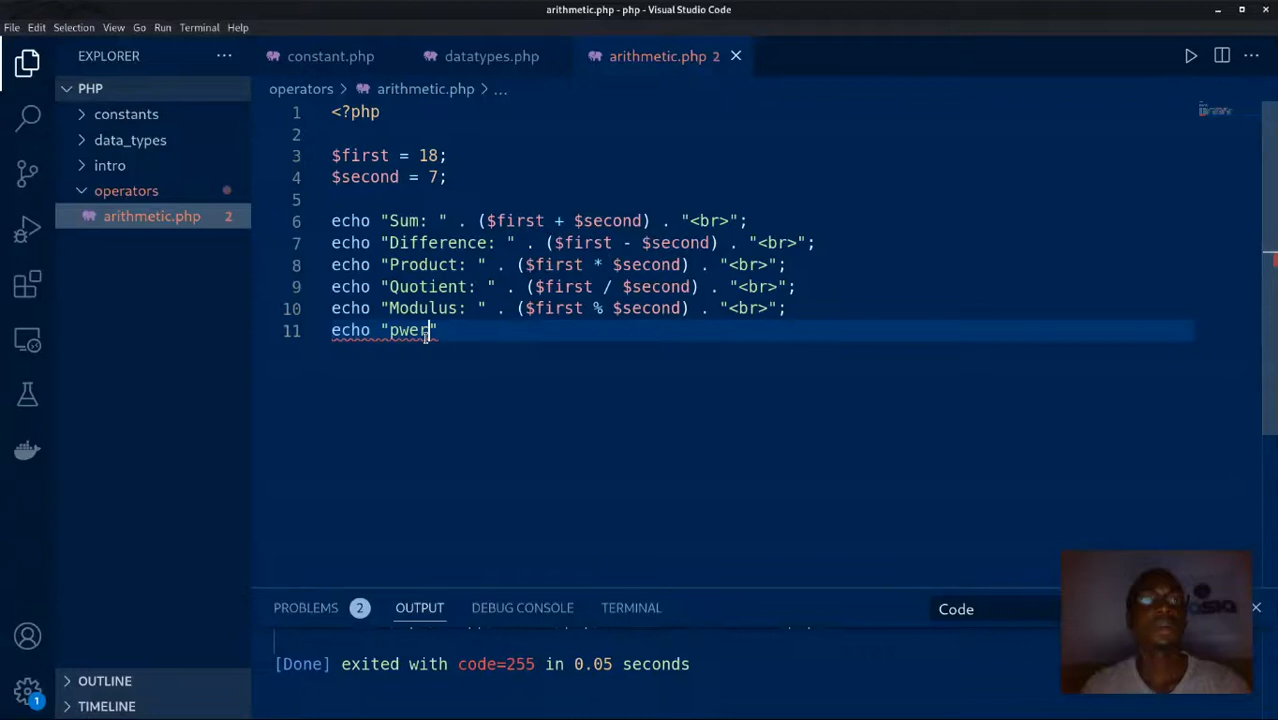 arithmetic.php - php - Visual Studio Code
File Edit Selection View Go Run Terminal Help
EXPLORER
constant.php
datatypes.php
arithmetic.php 2
PHP
operators > arithmetic.php > ...
constants
data_types
intro
operators
arithmetic.php 2
1 <?php
2
3 $first = 18;
4 $second = 7;
5
6 echo "Sum: " . ($first + $second) . "<br>";
7 echo "Difference: " . ($first - $second) . "<br>";
8 echo "Product: " . ($first * $second) . "<br>";
9 echo "Quotient: " . ($first / $second) . "<br>";
10 echo "Modulus: " . ($first % $second) . "<br>";
11 echo "pwer"
PROBLEMS 2 OUTPUT DEBUG CONSOLE TERMINAL
Code
[Done] exited with code=255 in 0.05 seconds
OUTLINE
TIMELINE
1